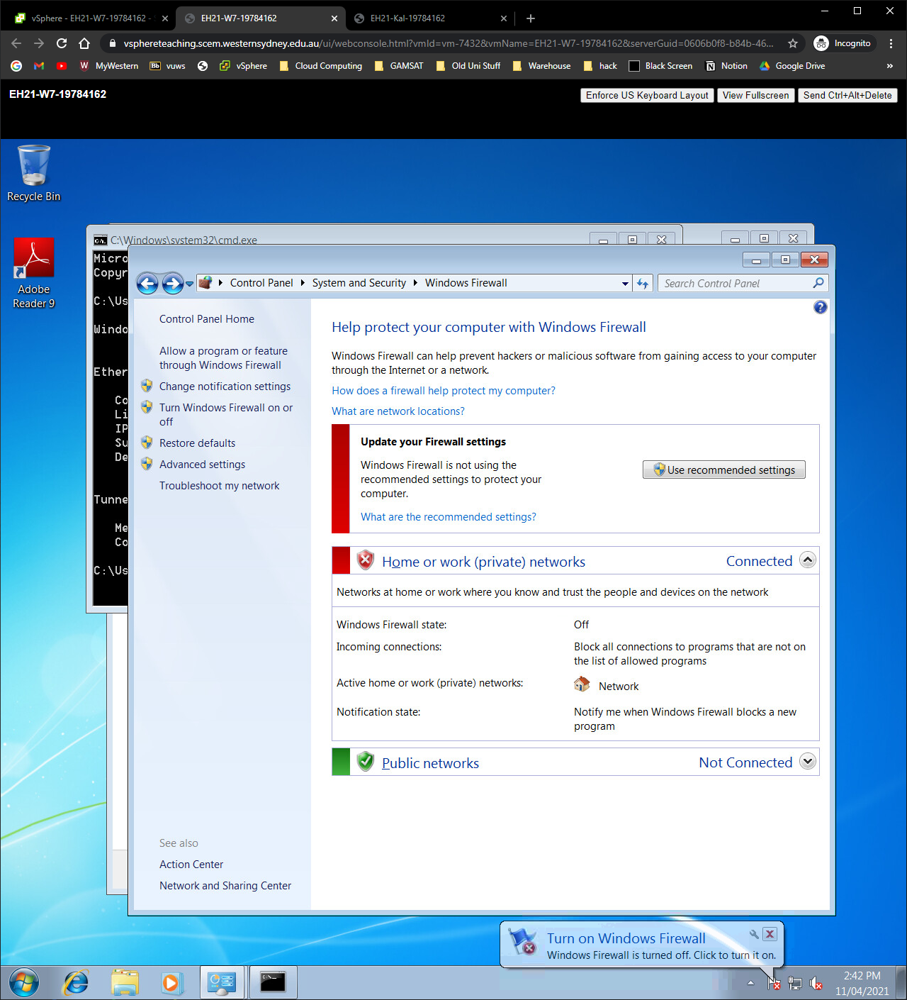 vSphere - EH21-W7-19784162 -
EH21-W7-19784162
EH21-Kal-19784162
vsphereteaching.scem.westernsydney.edu.au/ui/webconsole.html?vmId=vm-7432&vmName=EH21-W7-19784162&serverGuid=0606b0f8-b84b-46...
Incognito
MyWestern
Bb
vuws
vSphere
Cloud Computing
GAMSAT
Old Uni Stuff
Warehouse
hack
Black Screen
Notion
Google Drive
»
EH21-W7-19784162
Enforce US Keyboard Layout
View Fullscreen
Send Ctrl+Alt+Delete
Recycle Bin
Adobe
Reader 9
C:\Windows\system32\cmd.exe
Micro
Copyr
C:\Us
Windo
Ether
Co
Li
IP
Su
De
Tunne
Me
Co
C:\Us
Control Panel
System and Security
Windows Firewall
Search Control Panel
Control Panel Home
Allow a program or feature
through Windows Firewall
Change notification settings
Turn Windows Firewall on or
off
Restore defaults
Advanced settings
Troubleshoot my network
See also
Action Center
Network and Sharing Center
Help protect your computer with Windows Firewall
Windows Firewall can help prevent hackers or malicious software from gaining access to your computer
through the Internet or a network.
How does a firewall help protect my computer?
What are network locations?
Update your Firewall settings
Windows Firewall is not using the
recommended settings to protect your
computer.
Use recommended settings
What are the recommended settings?
Home or work (private) networks
Connected
Networks at home or work where you know and trust the people and devices on the network
Windows Firewall state:
Off
Incoming connections:
Block all connections to programs that are not on
the list of allowed programs
Active home or work (private) networks:
Network
Notification state:
Notify me when Windows Firewall blocks a new
program
Public networks
Not Connected
Turn on Windows Firewall
Windows Firewall is turned off. Click to turn it on.
2:42 PM
11/04/2021